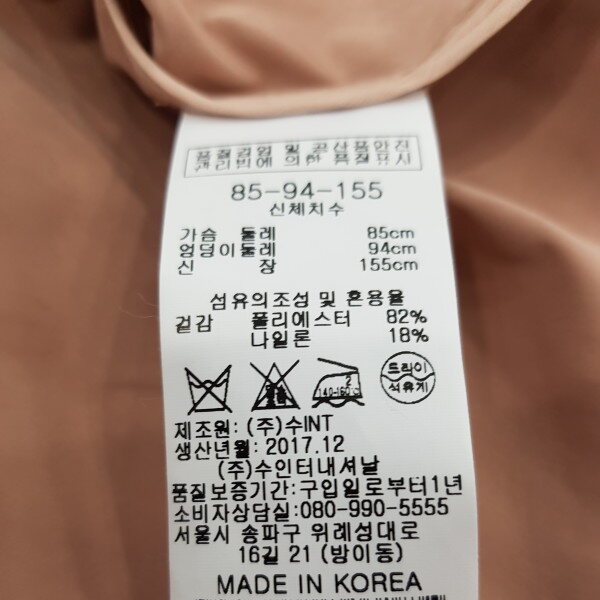 품질경영 및 공산품안전
관리법에 의한 품질표시
85-94-155
신체치수
가슴 둘레 85cm
엉덩이둘레 94cm
신 장 155cm
섬유의조성 및 혼용율
겉감 폴리에스터 82%
나일론 18%
2
140-160℃
드라이
석유계
제조원: (주)수INT
생산년월: 2017.12
(주)수인터내셔날
품질보증기간:구입일로부터1년
소비자상담실:080-990-5555
서울시 송파구 위례성대로
16길 21 (방이동)
MADE IN KOREA